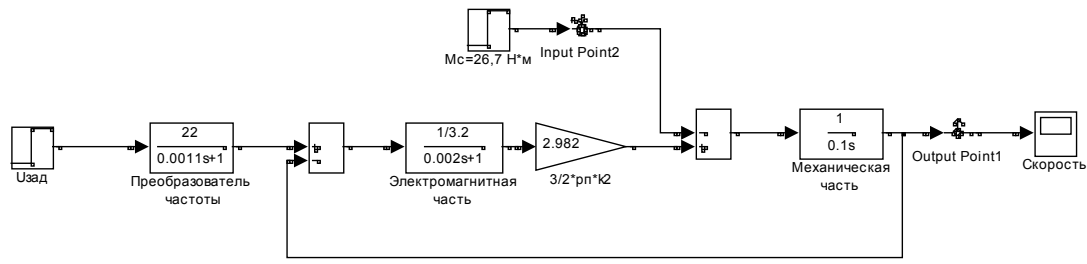 Mc=26,7 Н*м
Input Point2
Uзад
22
0.0011s+1
Преобразователь
частоты
+
−
1/3.2
0.002s+1
Электромагнитная
часть
2.982
3/2*рп*k2
−
+
1
0.1s
Механическая
часть
Output Point1
Скорость